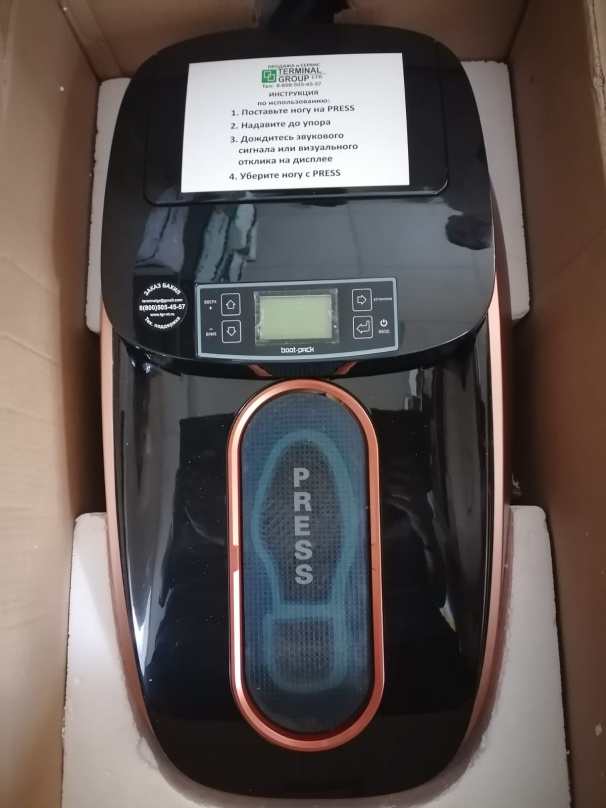 ПРОДАЖА и СЕРВИС
TERMINAL
GROUP LTD
Тел: 8-800-505-45-57
ИНСТРУКЦИЯ
по использованию:
1. Поставьте ногу на PRESS
2. Надавите до упора
3. Дождитесь звукового
сигнала или визуального
отклика на дисплее
4. Уберите ногу с PRESS
ЗАКАЗ БАХИЛ
terminalgr@gmail.com
8(800)505-45-57
www.tgr-nn.ru
Тех. поддержка
ВВЕРХ
+
-
ВНИЗ
УСТАНОВКИ
ВВОД
boot-pack
PRESS